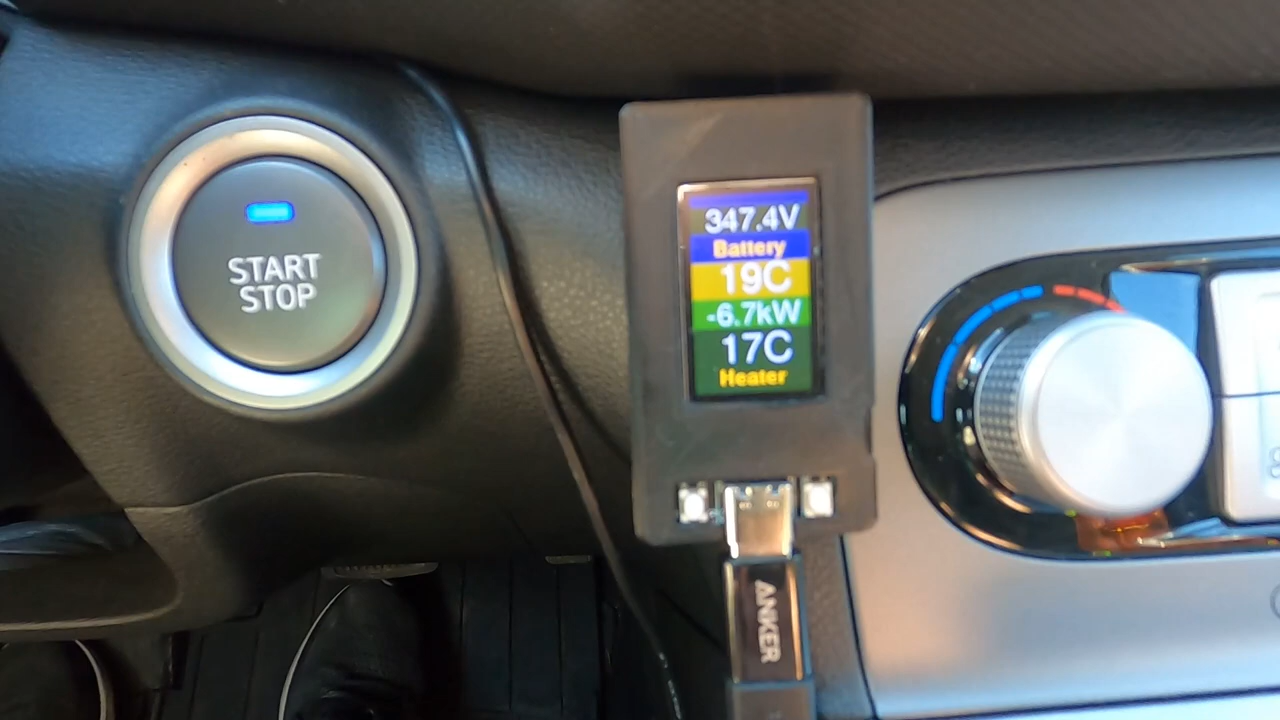 START
STOP
347.4V
Battery
19C
-6.7kW
17C
Heater
ANKER